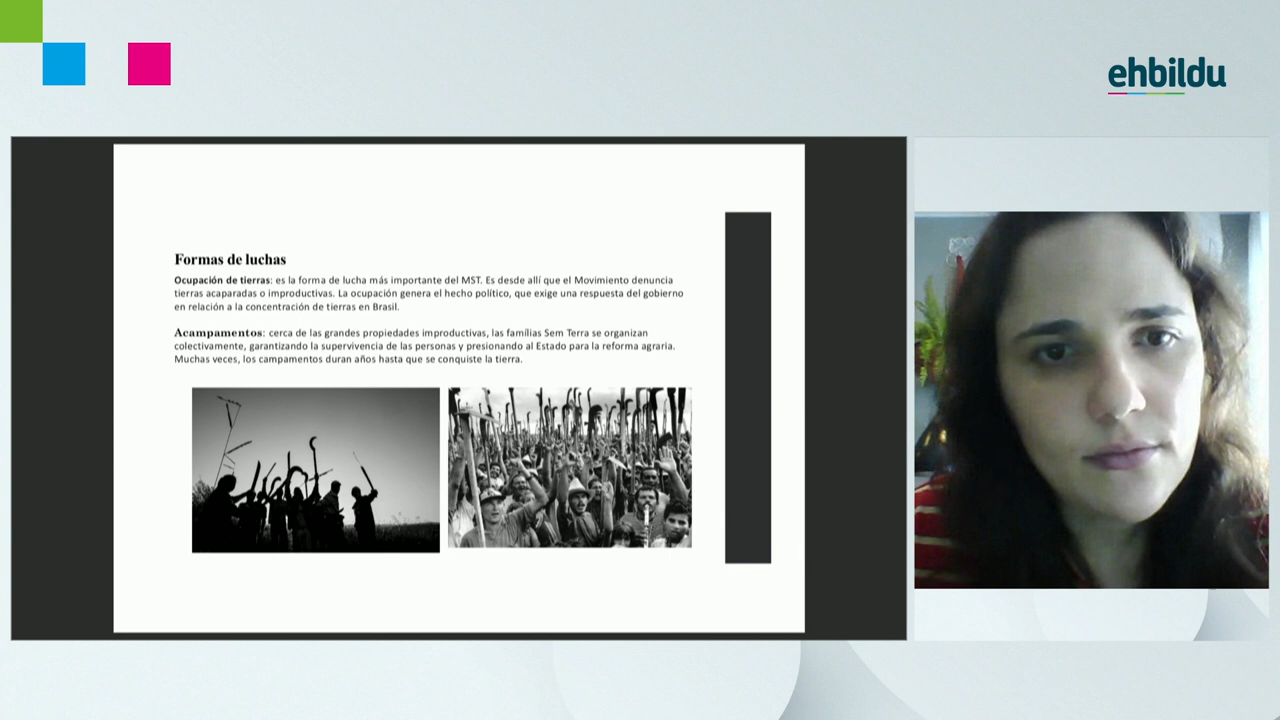 ehbildu
Formas de luchas
Ocupación de tierras: es la forma de lucha más importante del MST. Es desde allí que el Movimiento denuncia
tierras acaparadas o improductivas. La ocupación genera el hecho político, que exige una respuesta del gobierno
en relación a la concentración de tierras en Brasil.
Acampamentos: cerca de las grandes propiedades improductivas, las famílias Sem Terra se organizan
colectivamente, garantizando la supervivencia de las personas y presionando al Estado para la reforma agraria.
Muchas veces, los campamentos duran años hasta que se conquiste la tierra.